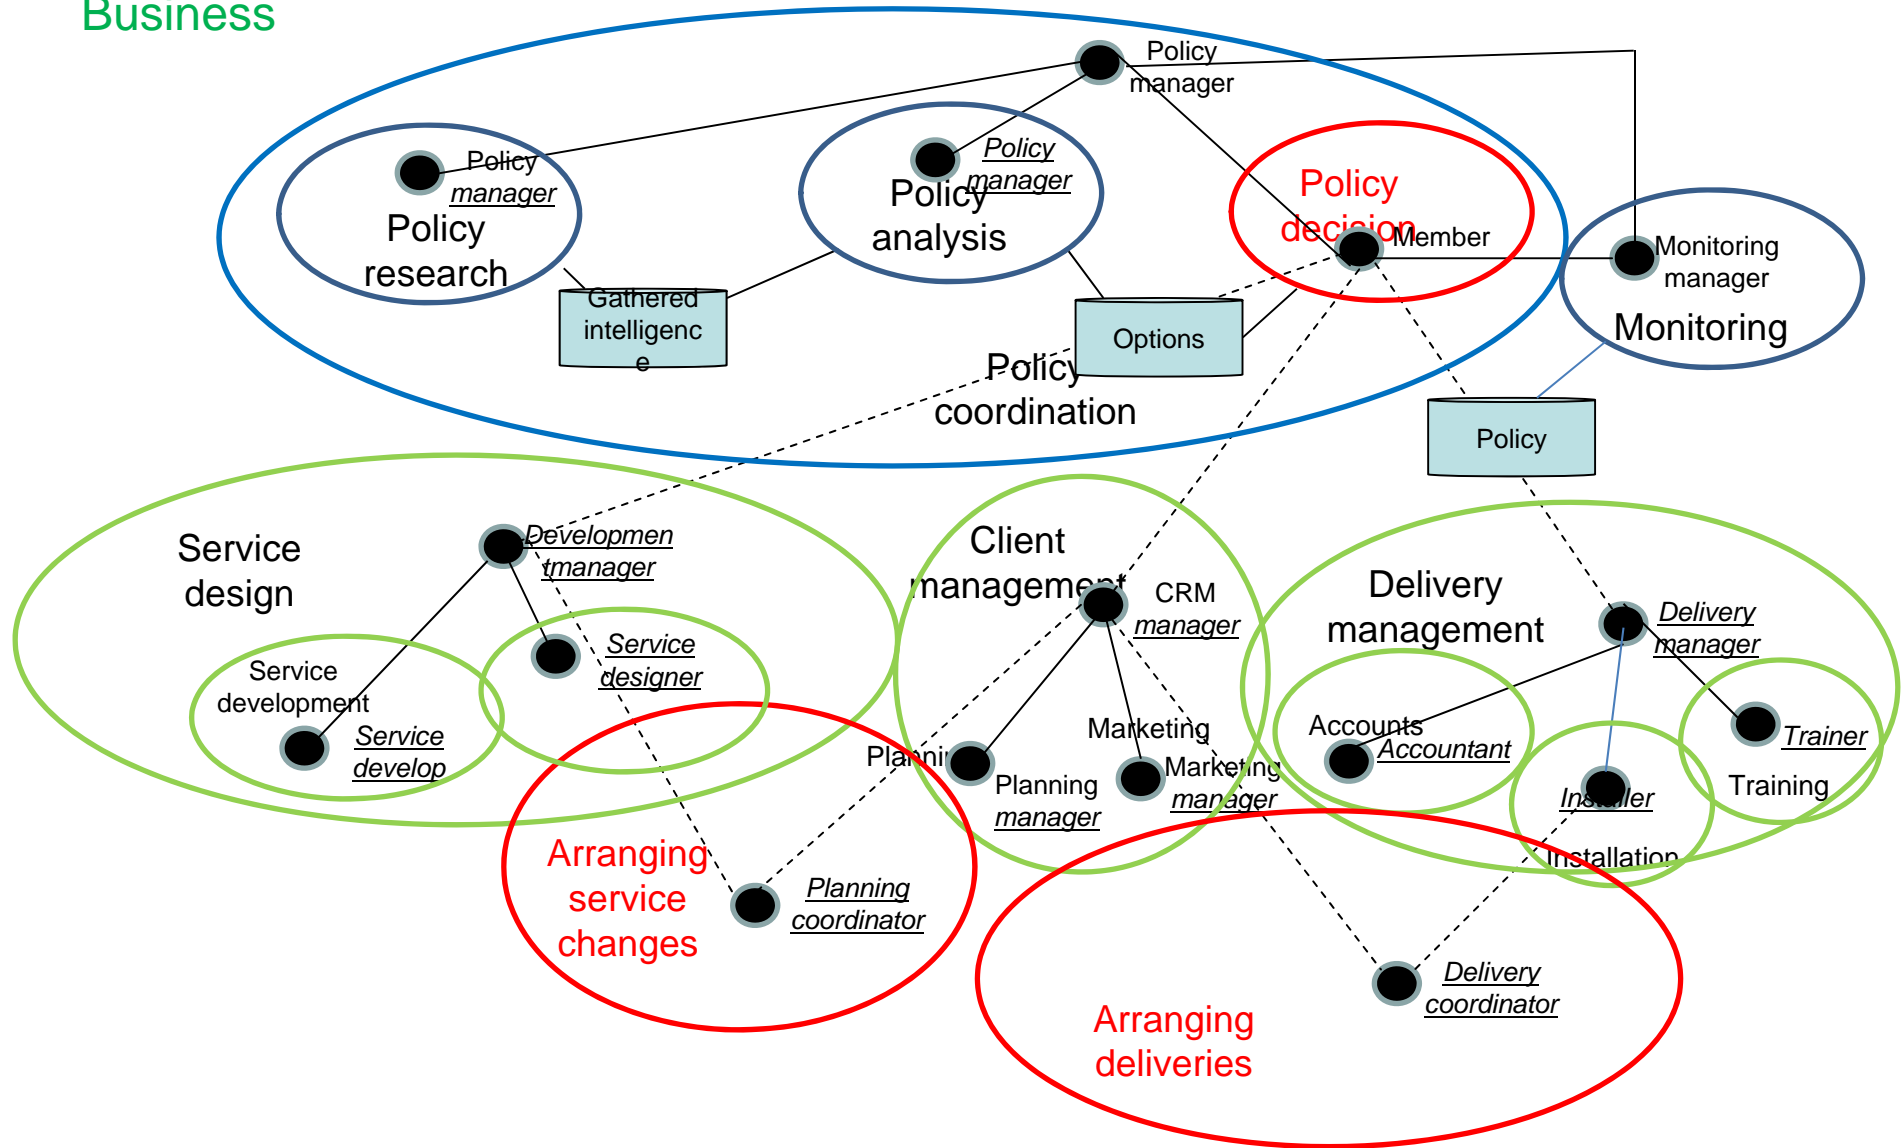 Business
Policy
manager
Policy
manager
Policy
research
Policy
manager
Policy
analysis
Policy
decision
Member
Monitoring
manager
Monitoring
Gathered
intelligenc
e
Options
Policy
coordination
Policy
Service
design
Developmen
tmanager
Service
development
Service
develop
Service
designer
Client
management
CRM
manager
Planning
manager
Marketing
Marketing
manager
Delivery
management
Delivery
manager
Accounts
Accountant
Trainer
Training
Installer
Installation
Arranging
service
changes
Planning
coordinator
Delivery
coordinator
Arranging
deliveries